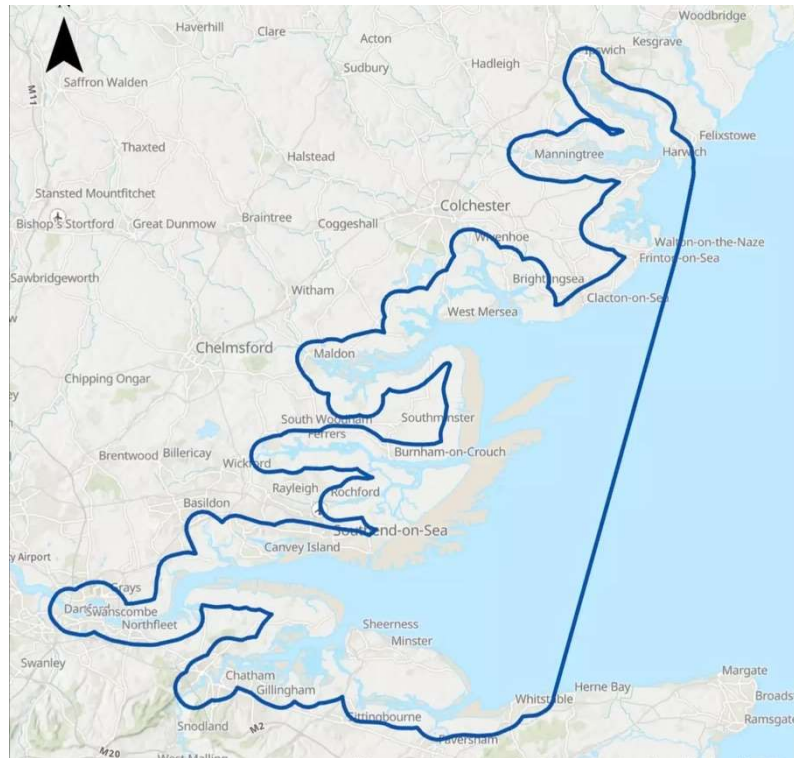 Woodbridge
Haverhill
Clare
Acton
Kesgrave
Ipswich
Hadleigh
Sudbury
Saffron Walden
M11
Felixstowe
Thaxted
Halstead
Manningtree
Harwich
Stansted Mountfitchet
Colchester
Bishop's Stortford
Great Dunmow
Braintree
Coggeshall
Wivenhoe
Walton-on-the-Naze
Frinton-on-Sea
Sawbridgeworth
Brightlingsea
Witham
Clacton-on-Sea
West Mersea
Chelmsford
Maldon
Chipping Ongar
South Woodham
Ferrers
Southminster
Brentwood
Billericay
Burnham-on-Crouch
Wickford
Rayleigh
Rochford
Basildon
Southend-on-Sea
Canvey Island
y Airport
Grays
Dartford
Swanscombe
Northfleet
Sheerness
Minster
Swanley
Chatham
Gillingham
Margate
Herne Bay
Whitstable
Broads
Ramsgat
Sittingbourne
Snodland
M2
Faversham
M20
West Malling